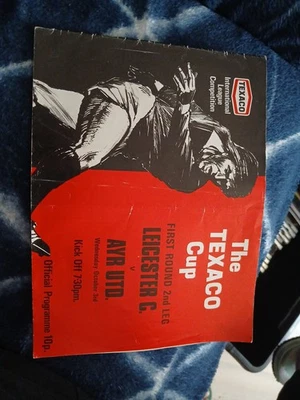 TEXACO
International
League
Competition
The
TEXACO
Cup
FIRST ROUND 2nd LEG
LEICESTER C.
v
AYR UTD.
Wednesday October 3rd
Kick Off 7·30pm.
Official Programme 10p.